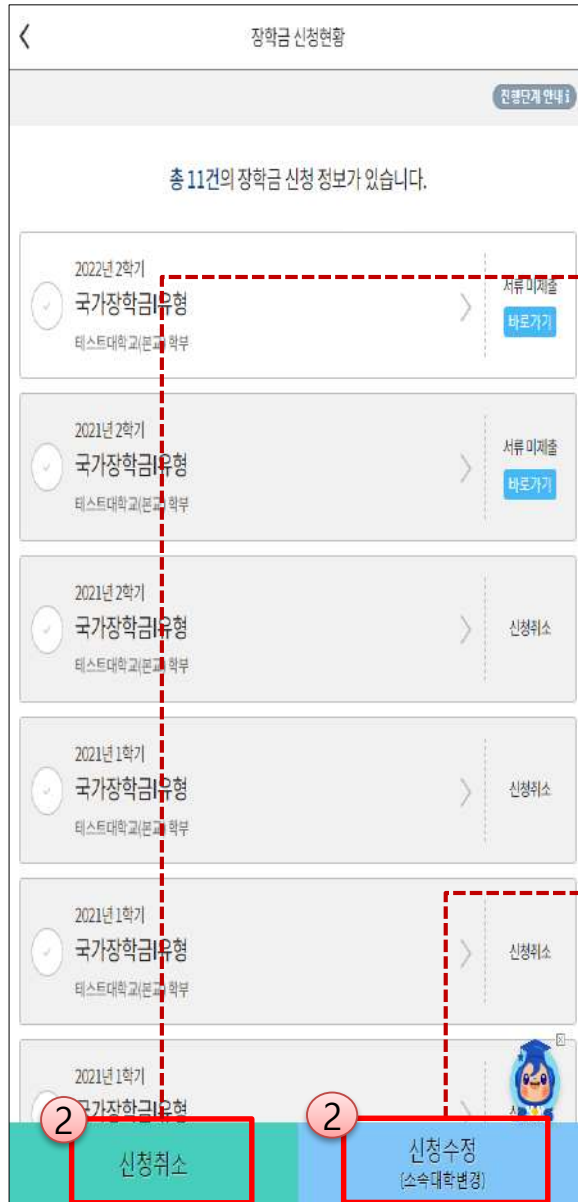 장학금 신청현황
진행단계 안내 i
총 11건의 장학금 신청 정보가 있습니다.
2022년 2학기
국가장학금I유형
테스트대학교(본교) 학부
서류 미제출
바로가기
2021년 2학기
국가장학금I유형
테스트대학교(본교) 학부
서류 미제출
바로가기
2021년 2학기
국가장학금I유형
테스트대학교(본교) 학부
신청취소
2021년 1학기
국가장학금I유형
테스트대학교(본교) 학부
신청취소
2021년 1학기
국가장학금I유형
테스트대학교(본교) 학부
신청취소
2021년 1학기
국가장학금I유형
2
신청취소
2
신청수정
(소속대학변경)